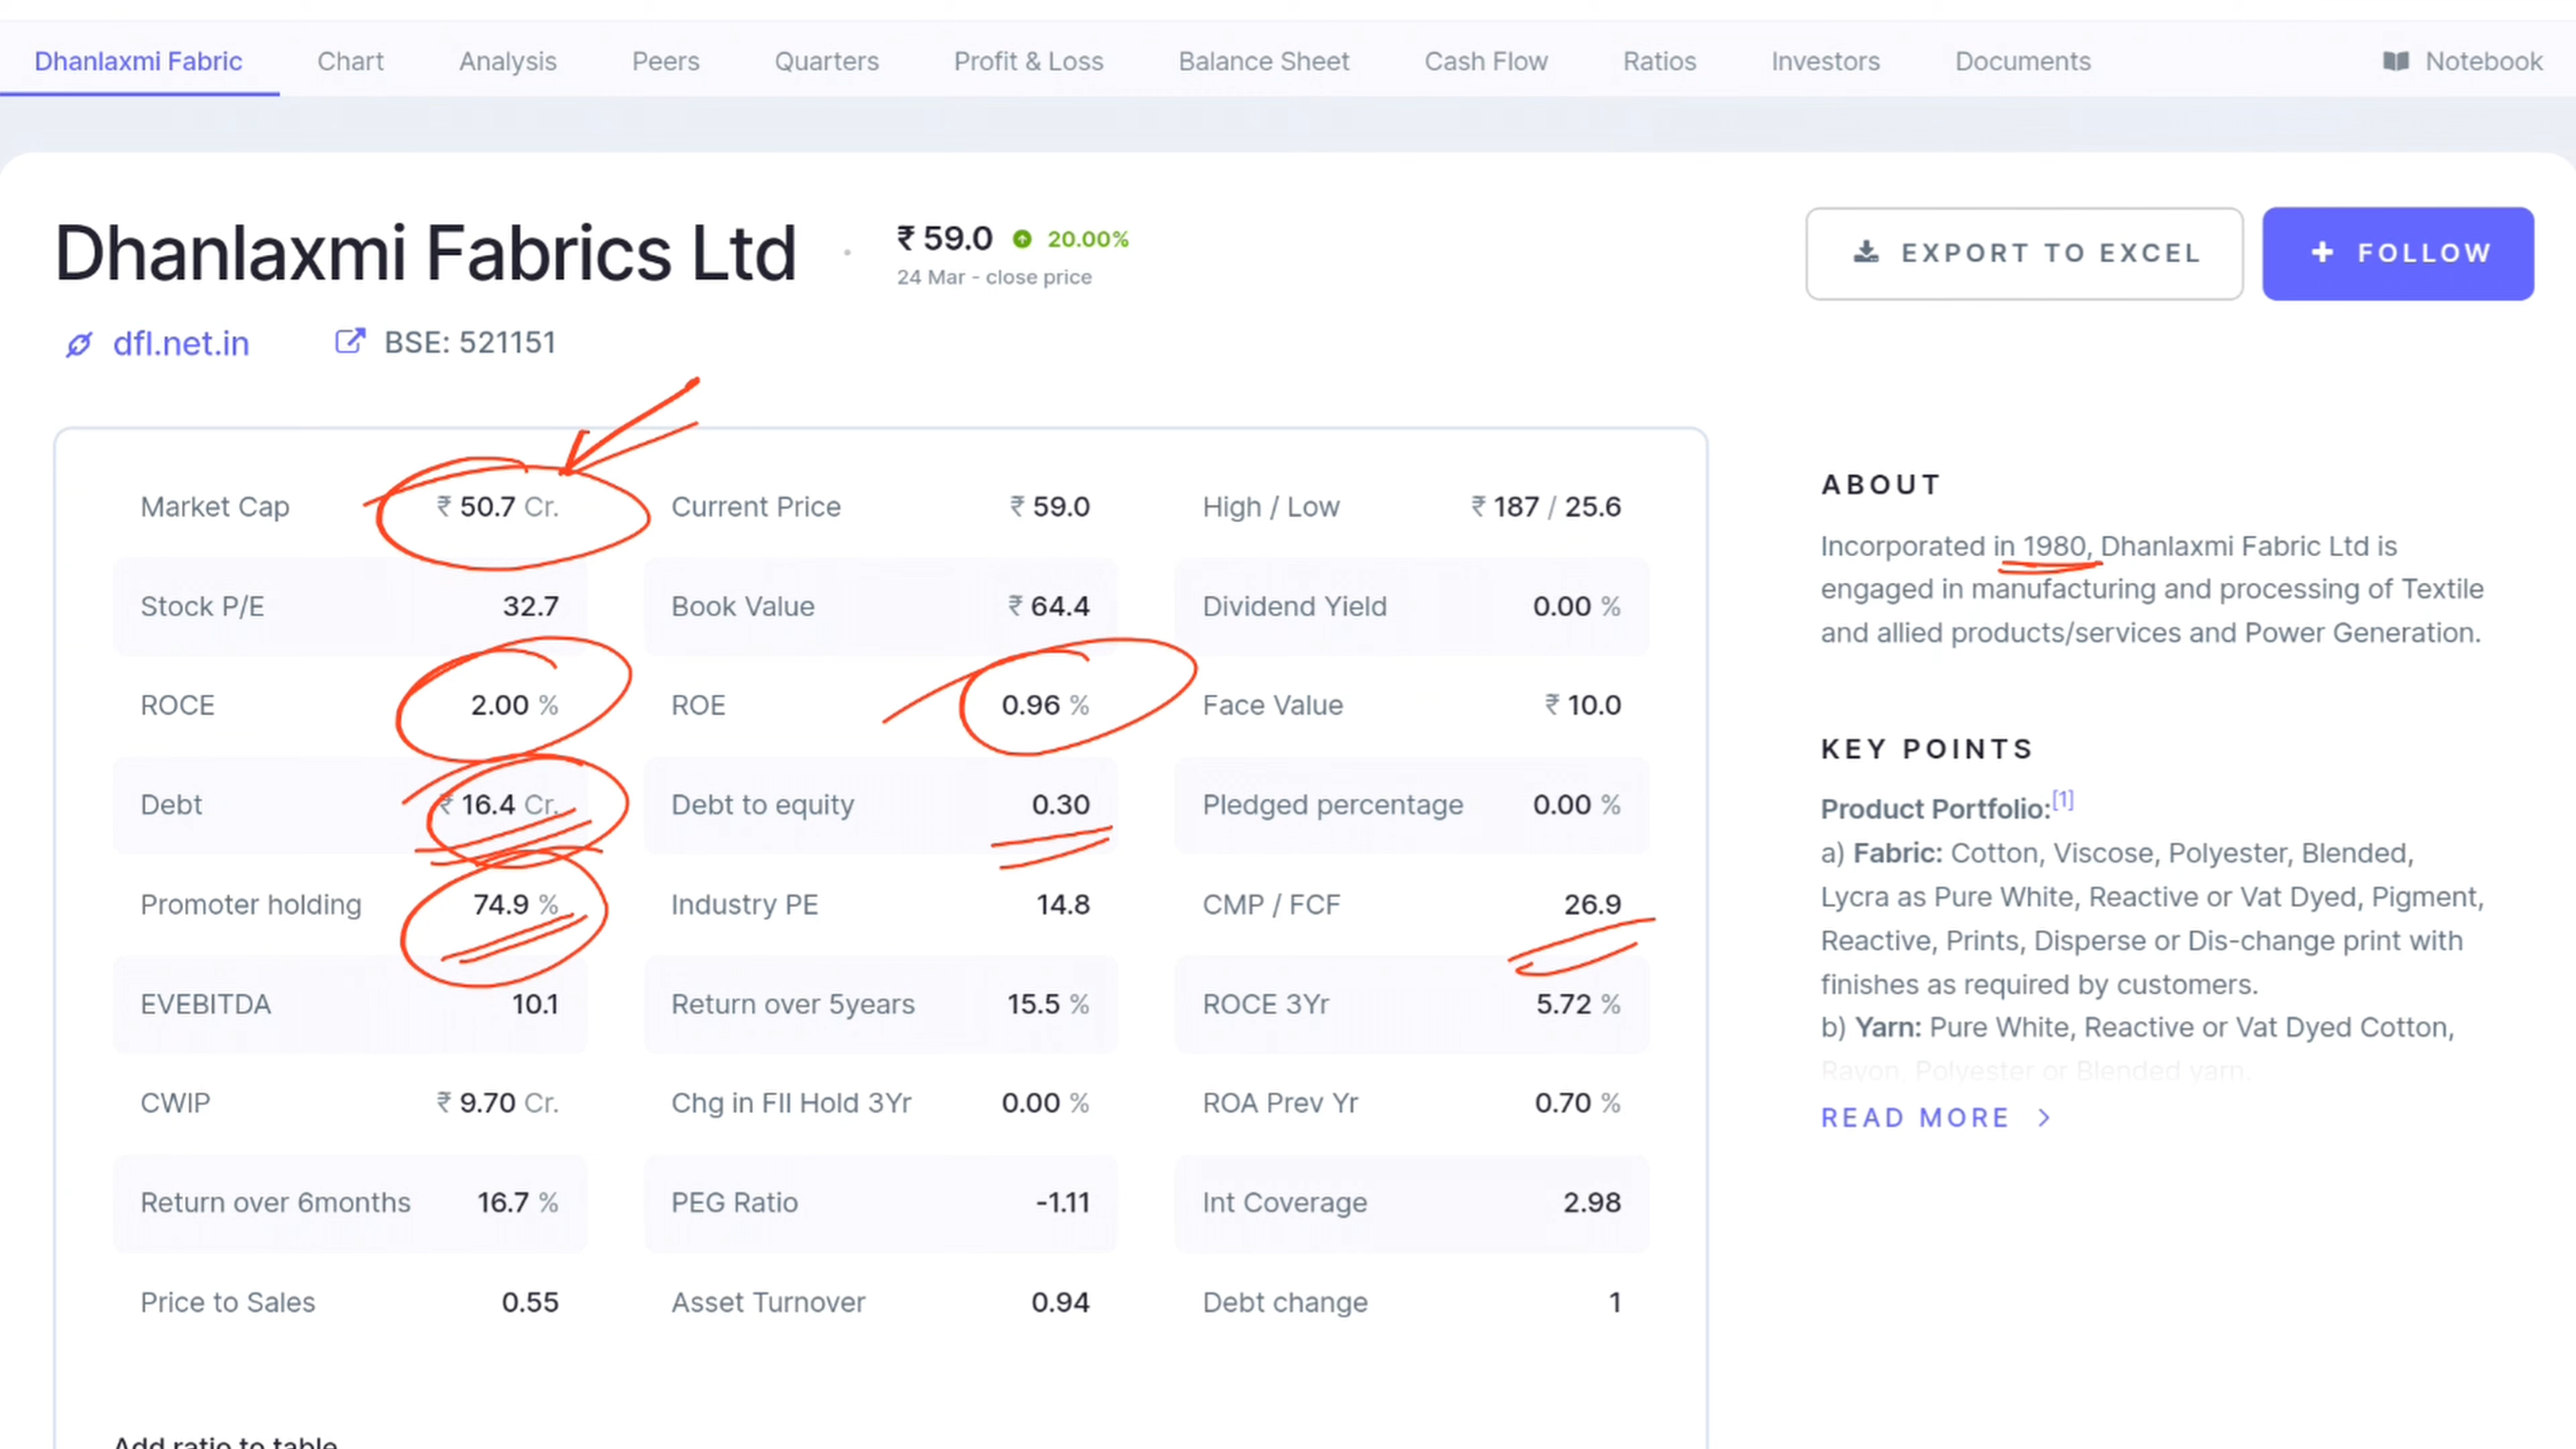 Dhanlaxmi Fabric Chart Analysis Peers Quarters Profit & Loss Balance Sheet Cash Flow Ratios Investors Documents Notebook
Dhanlaxmi Fabrics Ltd ₹ 59.0 20.00%
24 Mar - close price
EXPORT TO EXCEL
FOLLOW
dfl.net.in BSE: 521151
Market Cap ₹ 50.7 Cr. Current Price ₹ 59.0 High / Low ₹ 187 / 25.6
Stock P/E 32.7 Book Value ₹ 64.4 Dividend Yield 0.00 %
ROCE 2.00 % ROE 0.96 % Face Value ₹ 10.0
Debt ₹ 16.4 Cr. Debt to equity 0.30 Pledged percentage 0.00 %
Promoter holding 74.9 % Industry PE 14.8 CMP / FCF 26.9
EVEBITDA 10.1 Return over 5years 15.5 % ROCE 3Yr 5.72 %
CWIP ₹ 9.70 Cr. Chg in FII Hold 3Yr 0.00 % ROA Prev Yr 0.70 %
Return over 6months 16.7 % PEG Ratio -1.11 Int Coverage 2.98
Price to Sales 0.55 Asset Turnover 0.94 Debt change 1
Add ratio to table
ABOUT
Incorporated in 1980, Dhanlaxmi Fabric Ltd is
engaged in manufacturing and processing of Textile
and allied products/services and Power Generation.
KEY POINTS
Product Portfolio:[1]
a) Fabric: Cotton, Viscose, Polyester, Blended,
Lycra as Pure White, Reactive or Vat Dyed, Pigment,
Reactive, Prints, Disperse or Dis-change print with
finishes as required by customers.
b) Yarn: Pure White, Reactive or Vat Dyed Cotton,
Rayon, Polyester or Blended yarn.
READ MORE